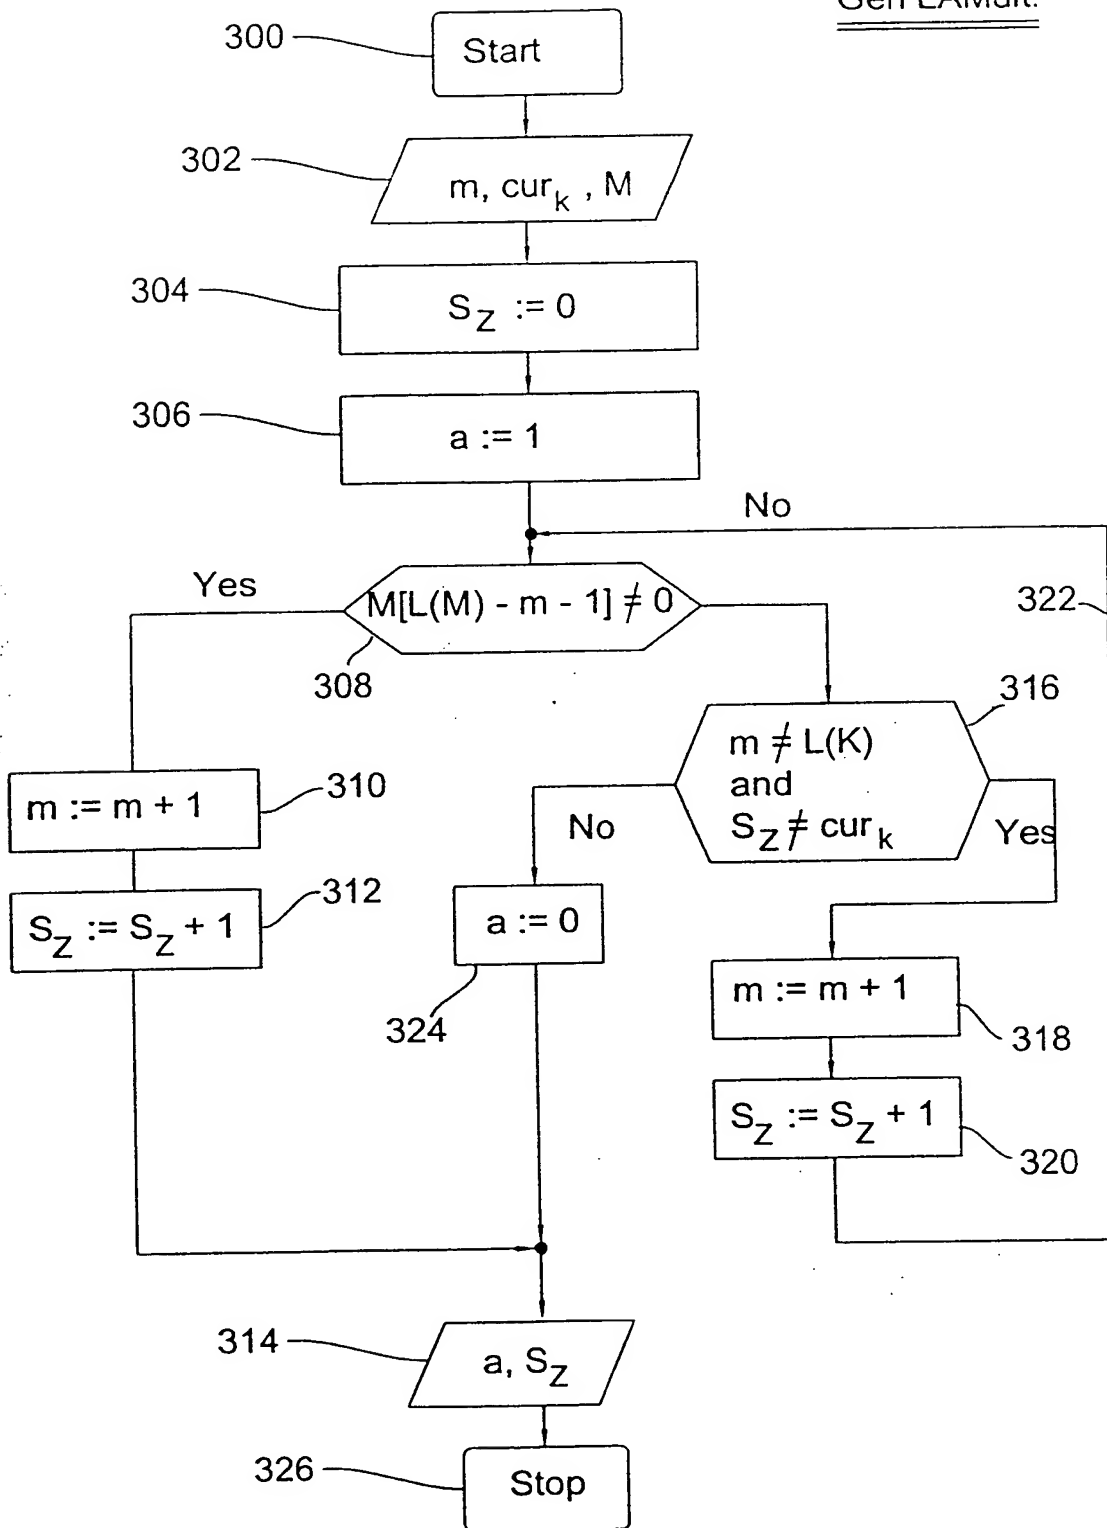 Gen LAMult.
300
Start
302
m, cur_k , M
304
S_Z := 0
306
a := 1
No
Yes
M[L(M) - m - 1] ≠ 0
322
308
316
m ≠ L(K)
and
S_Z ≠ cur_k
310
m := m + 1
No
Yes
312
S_Z := S_Z + 1
a := 0
324
m := m + 1
318
S_Z := S_Z + 1
320
314
a, S_Z
326
Stop